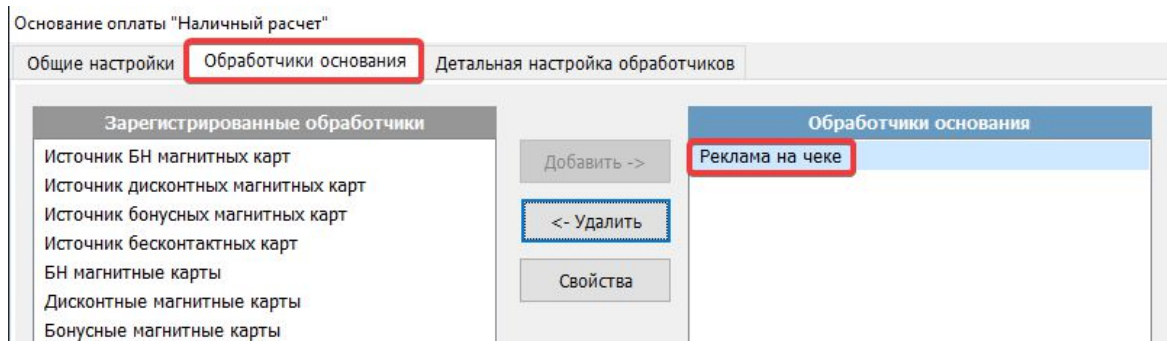 Основание оплаты "Наличный расчет"
Общие настройки Обработчики основания Детальная настройка обработчиков
Зарегистрированные обработчики
Источник БН магнитных карт
Источник дисконтных магнитных карт
Источник бонусных магнитных карт
Источник бесконтактных карт
БН магнитные карты
Дисконтные магнитные карты
Бонусные магнитные карты
Добавить ->
<- Удалить
Свойства
Обработчики основания
Реклама на чеке